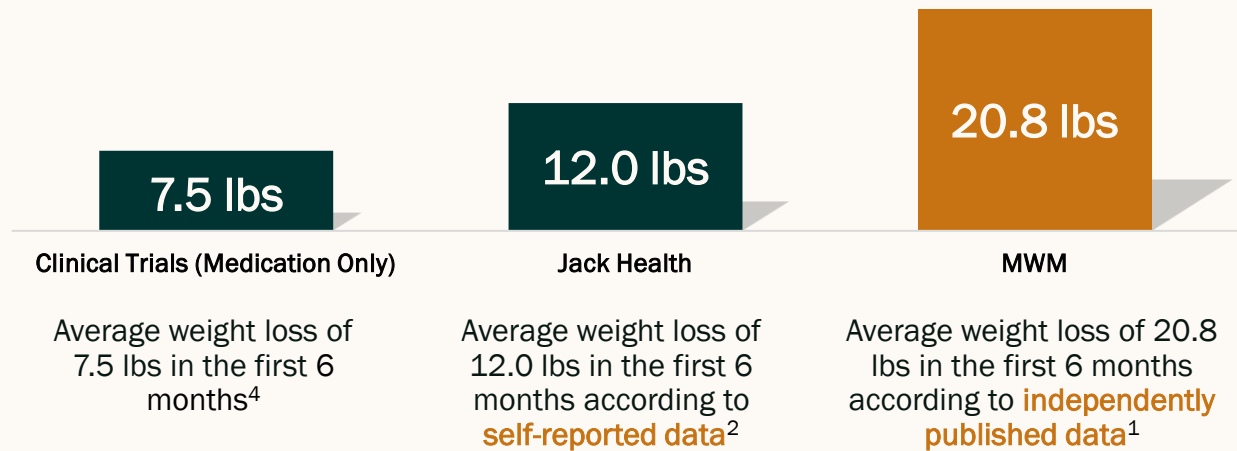 7.5 lbs
12.0 lbs
20.8 lbs
Clinical Trials (Medication Only)
Jack Health
MWM
Average weight loss of
7.5 lbs in the first 6
months4
Average weight loss of
12.0 lbs in the first 6
months according to
self-reported data2
Average weight loss of 20.8
lbs in the first 6 months
according to independently
published data1